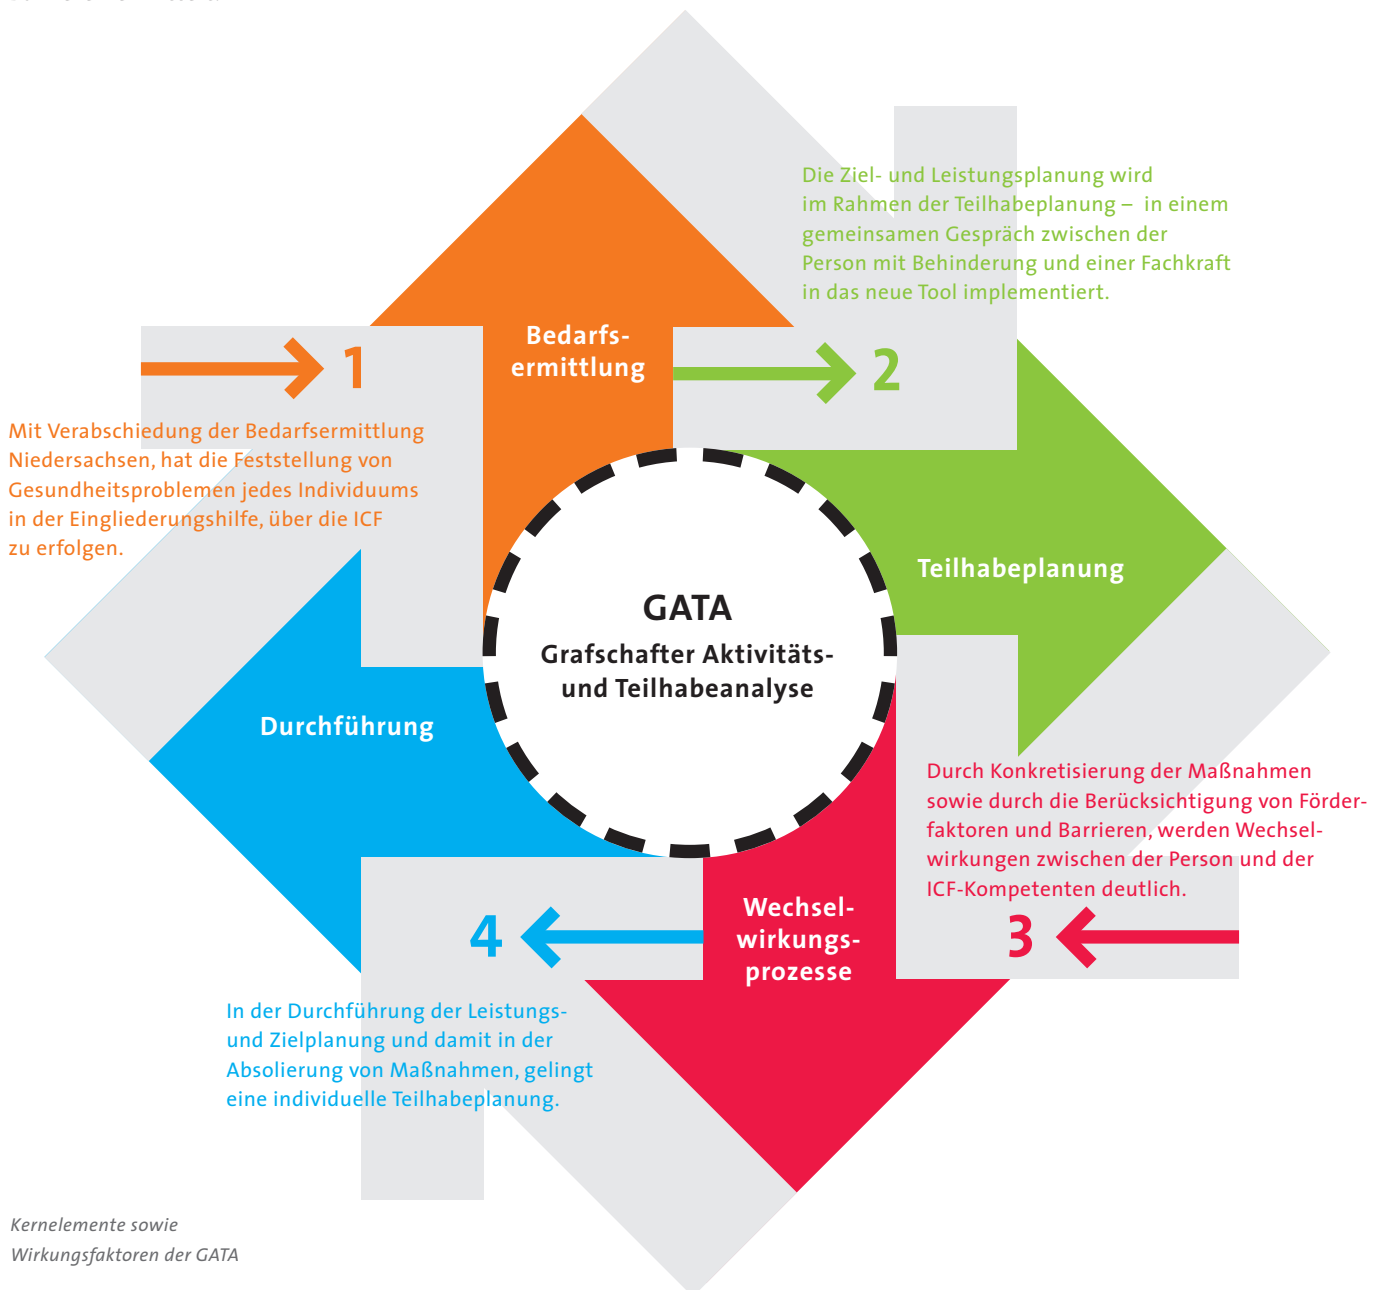 Bedarfs-
ermittlung
1
Mit Verabschiedung der Bedarfsermittlung
Niedersachsen, hat die Feststellung von
Gesundheitsproblemen jedes Individuums
in der Eingliederungshilfe, über die ICF
zu erfolgen.
2
Die Ziel- und Leistungsplanung wird
im Rahmen der Teilhabeplanung – in einem
gemeinsamen Gespräch zwischen der
Person mit Behinderung und einer Fachkraft
in das neue Tool implementiert.
Teilhabeplanung
GATA
Grafschafter Aktivitäts-
und Teilhabeanalyse
Durchführung
Durch Konkretisierung der Maßnahmen
sowie durch die Berücksichtigung von Förder-
faktoren und Barrieren, werden Wechsel-
wirkungen zwischen der Person und der
ICF-Kompetenten deutlich.
3
Wechsel-
wirkungs-
prozesse
4
In der Durchführung der Leistungs-
und Zielplanung und damit in der
Absolierung von Maßnahmen, gelingt
eine individuelle Teilhabeplanung.
Kernelemente sowie
Wirkungsfaktoren der GATA